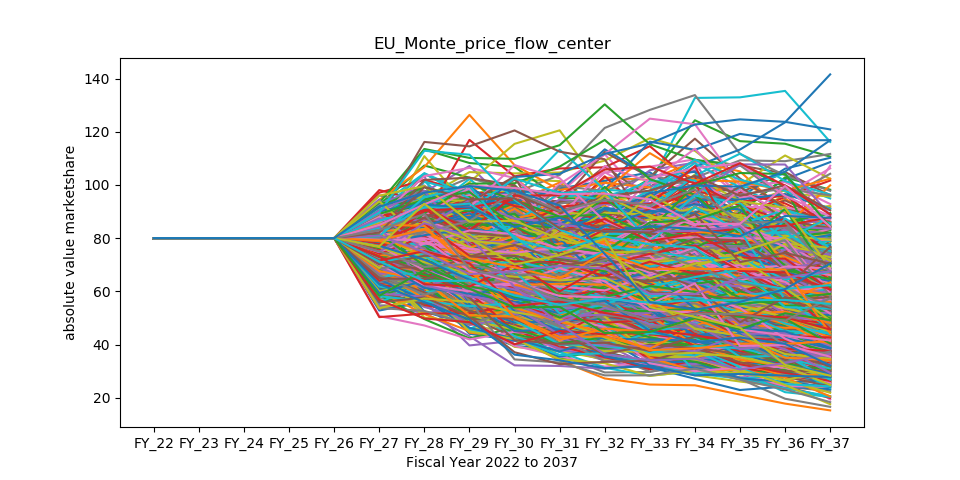 EU_Monte_price_flow_center
absolute value marketshare
140
120
100
80
60
40
20
FY_22 FY_23 FY_24 FY_25 FY_26 FY_27 FY_28 FY_29 FY_30 FY_31 FY_32 FY_33 FY_34 FY_35 FY_36 FY_37
Fiscal Year 2022 to 2037